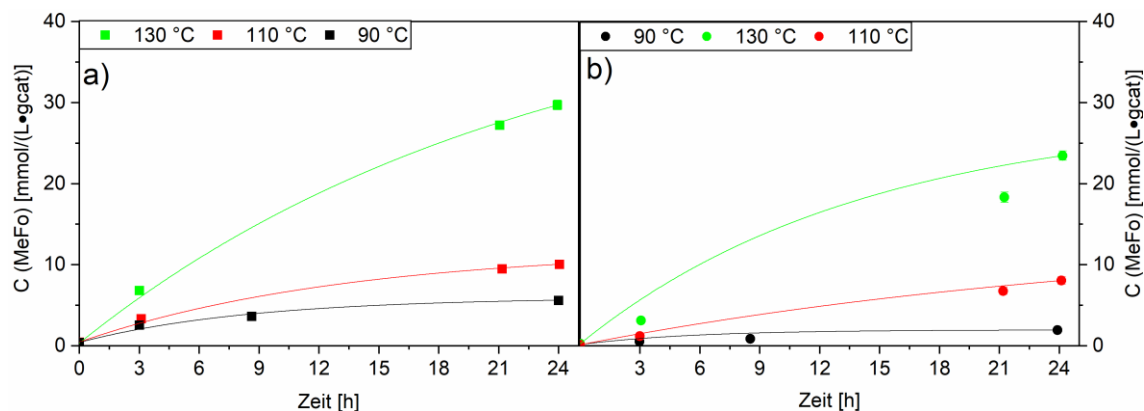 130 °C 110 °C 90 °C
a)
C (MeFo) [mmol/(L•gcat)]
40
30
20
10
0
0 3 6 9 12 15 18 21 24
Zeit [h]
90 °C 130 °C 110 °C
b)
3 6 9 12 15 18 21 24
Zeit [h]
40
30
20
10
0
C (MeFo) [mmol/(L•gcat)]